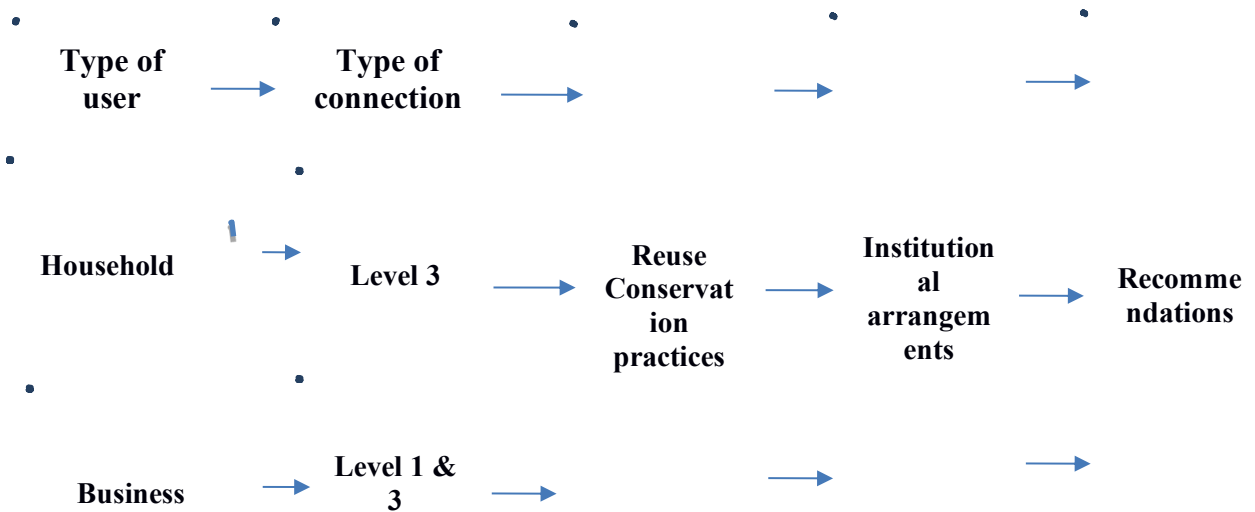 Type of
user
Type of
connection
Household
Level 3
Reuse
Conservat
ion
practices
Institution
al
arrangem
ents
Recomme
ndations
Business
Level 1 &
3